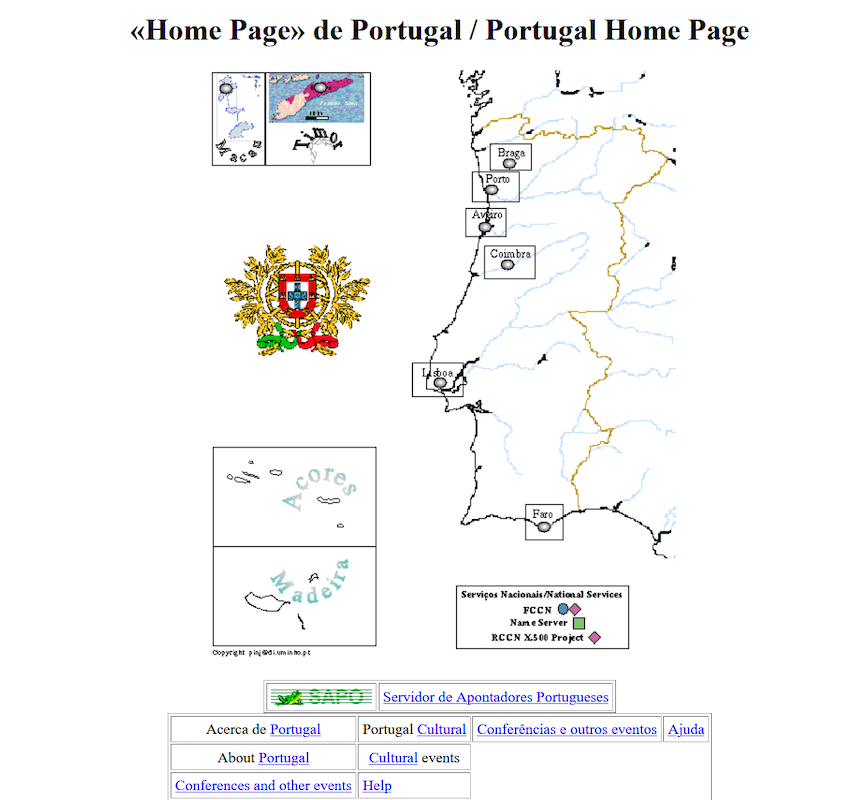 «Home Page» de Portugal / Portugal Home Page
Macau
Timor
Braga
Porto
Aveiro
Coimbra
Lisboa
Faro
Açores
Madeira
Copyright pinj@di.uminho.pt
Serviços Nacionais/National Services
FCCN
Name Server
RCCN X.500 Project
SAPO Servidor de Apontadores Portugueses
Acerca de Portugal Portugal Cultural Conferências e outros eventos Ajuda
About Portugal Cultural events
Conferences and other events Help